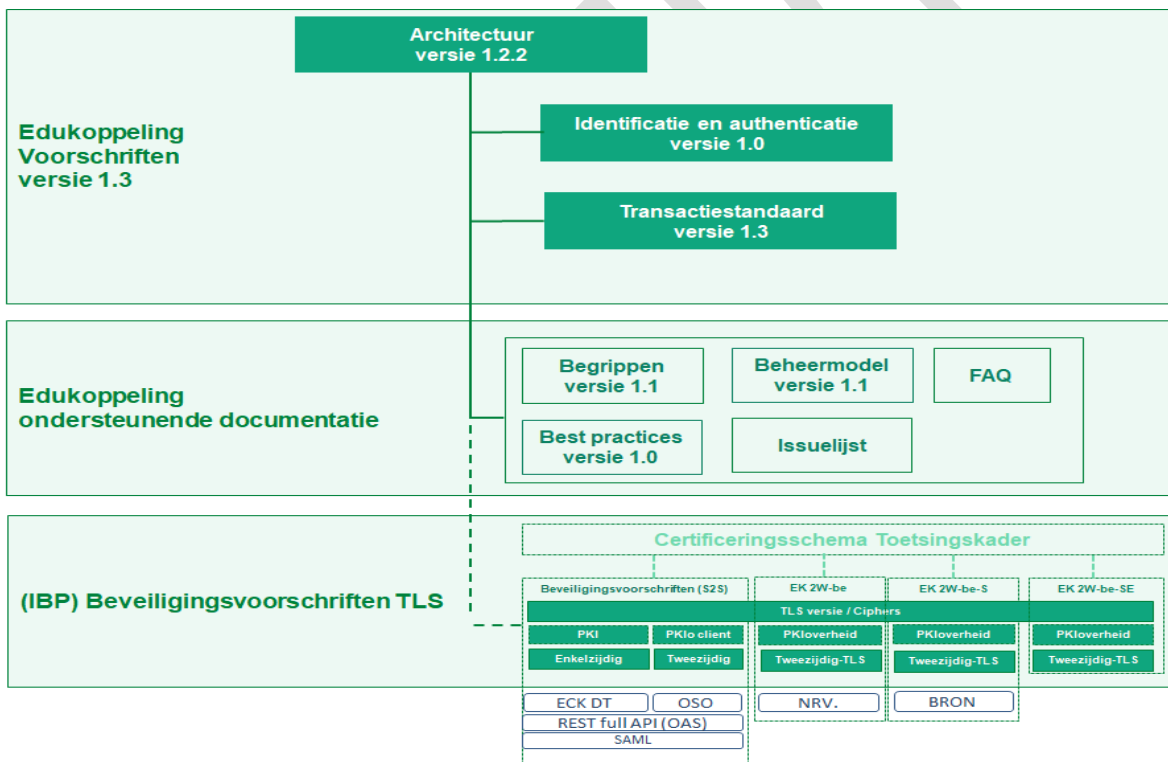 Architectuur
versie 1.2.2
Edukoppeling
Voorschriften
versie 1.3
Identificatie en authenticatie
versie 1.0
Transactiestandaard
versie 1.3
Edukoppeling
ondersteunende documentatie
Begrippen
versie 1.1
Beheermodel
versie 1.1
FAQ
Best practices
versie 1.0
Issuelijst
(IBP) Beveiligingsvoorschriften TLS
Certificeringsschema Toetsingskader
Beveiligingsvoorschriften (S2S)
EK 2W-be
EK 2W-be-S
EK 2W-be-SE
TLS versie / Ciphers
PKI
PKIo client
PKIoverheid
PKIoverheid
PKIoverheid
Enkelzijdig
Tweezijdig
Tweezijdig-TLS
Tweezijdig-TLS
Tweezijdig-TLS
ECK DT
OSO
NRV.
BRON
REST full API (OAS)
SAML